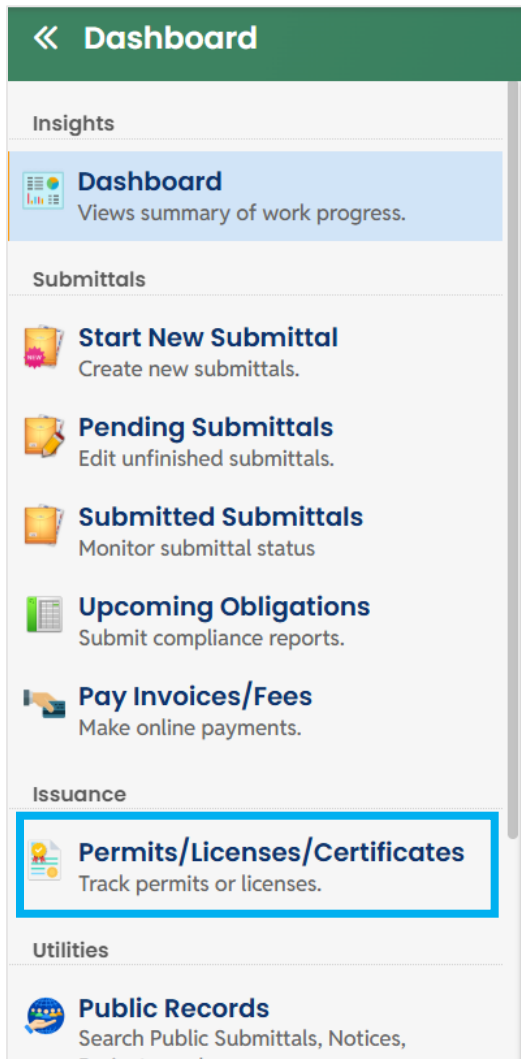 Dashboard
Insights
Dashboard
Views summary of work progress.
Submittals
Start New Submittal
NEW
Create new submittals.
Pending Submittals
Edit unfinished submittals.
Submitted Submittals
Monitor submittal status
Upcoming Obligations
Submit compliance reports.
Pay Invoices/Fees
Make online payments.
Issuance
Permits/Licenses/Certificates
Track permits or licenses.
Utilities
Public Records
Search Public Submittals, Notices,